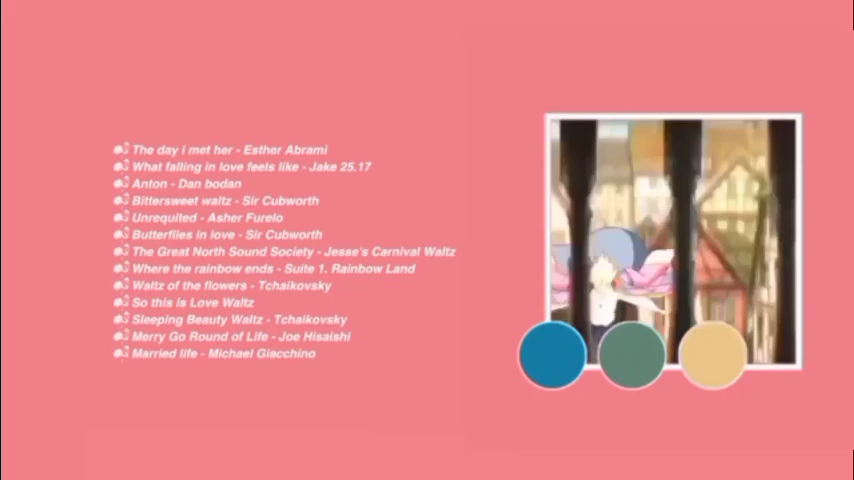 The day i met her - Esther Abrami
What falling in love feels like - Jake 25.17
Anton - Dan bodan
Bittersweet waltz - Sir Cubworth
Unrequited - Asher Furelo
Butterflies in love - Sir Cubworth
The Great North Sound Society - Jesse's Carnival Waltz
Where the rainbow ends - Suite 1. Rainbow Land
Waltz of the flowers - Tchaikovsky
So this is Love Waltz
Sleeping Beauty Waltz - Tchaikovsky
Merry Go Round of Life - Joe Hisaishi
Married life - Michael Giacchino